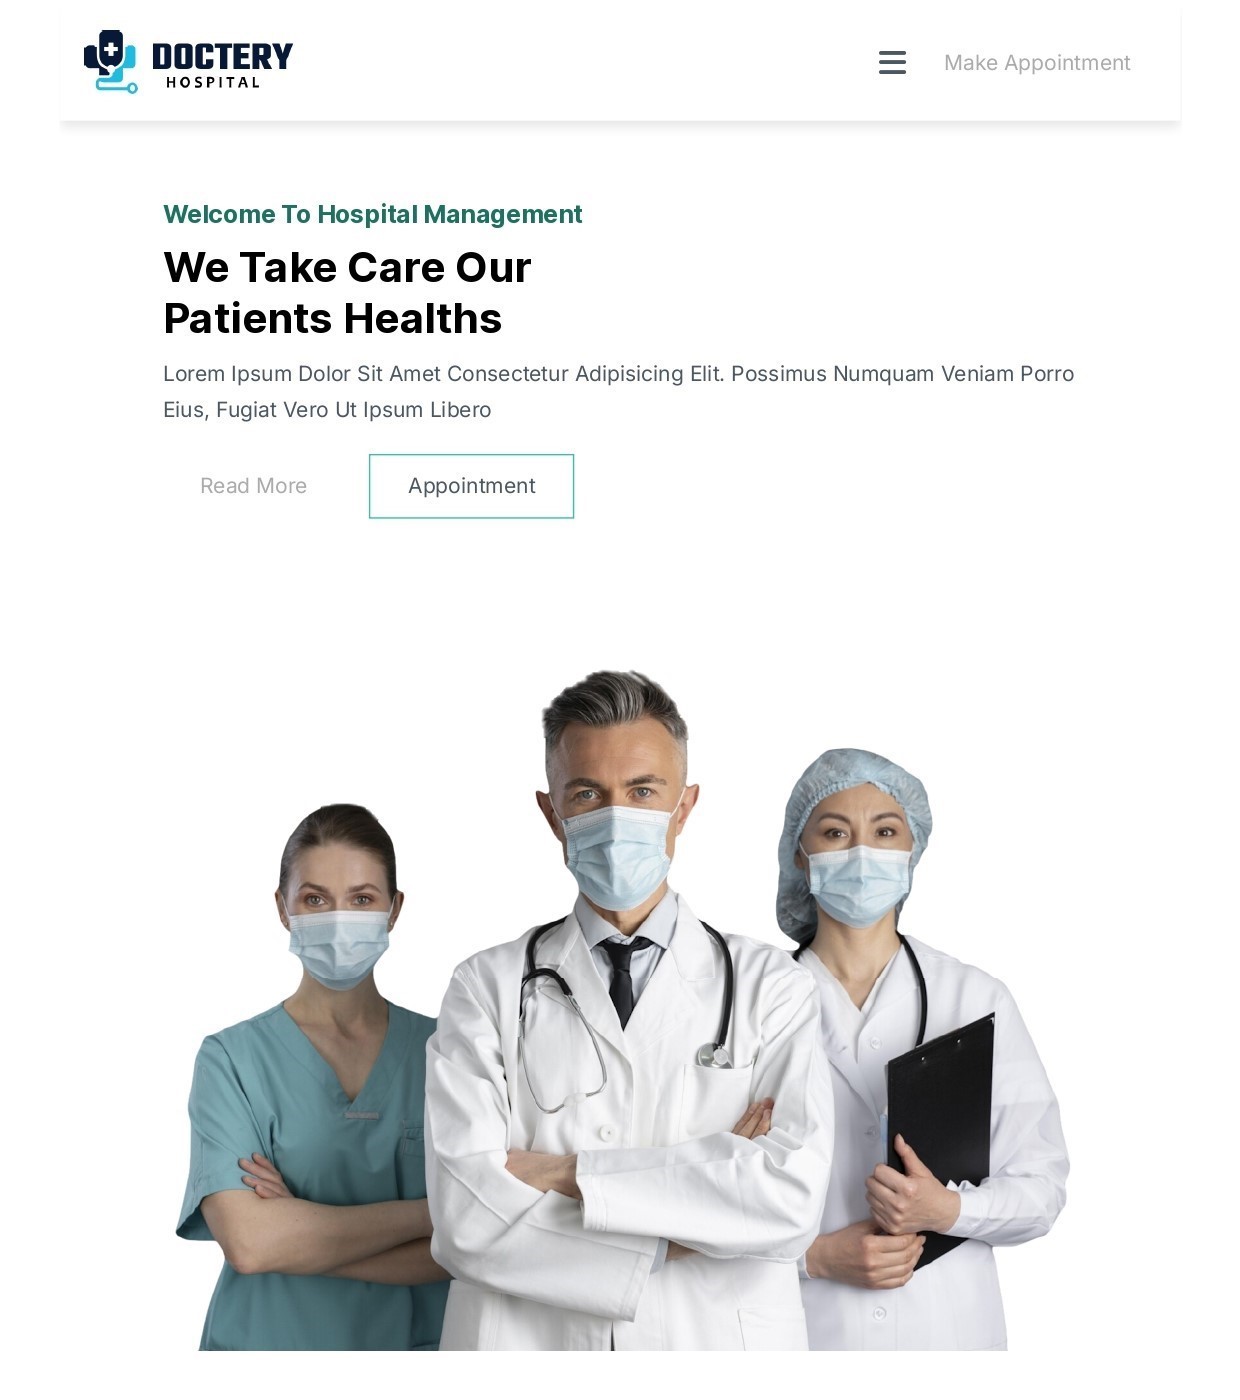 DOCTERY
HOSPITAL
Make Appointment
Welcome To Hospital Management
We Take Care Our
Patients Healths
Lorem Ipsum Dolor Sit Amet Consectetur Adipisicing Elit. Possimus Numquam Veniam Porro
Eius, Fugiat Vero Ut Ipsum Libero
Read More
Appointment